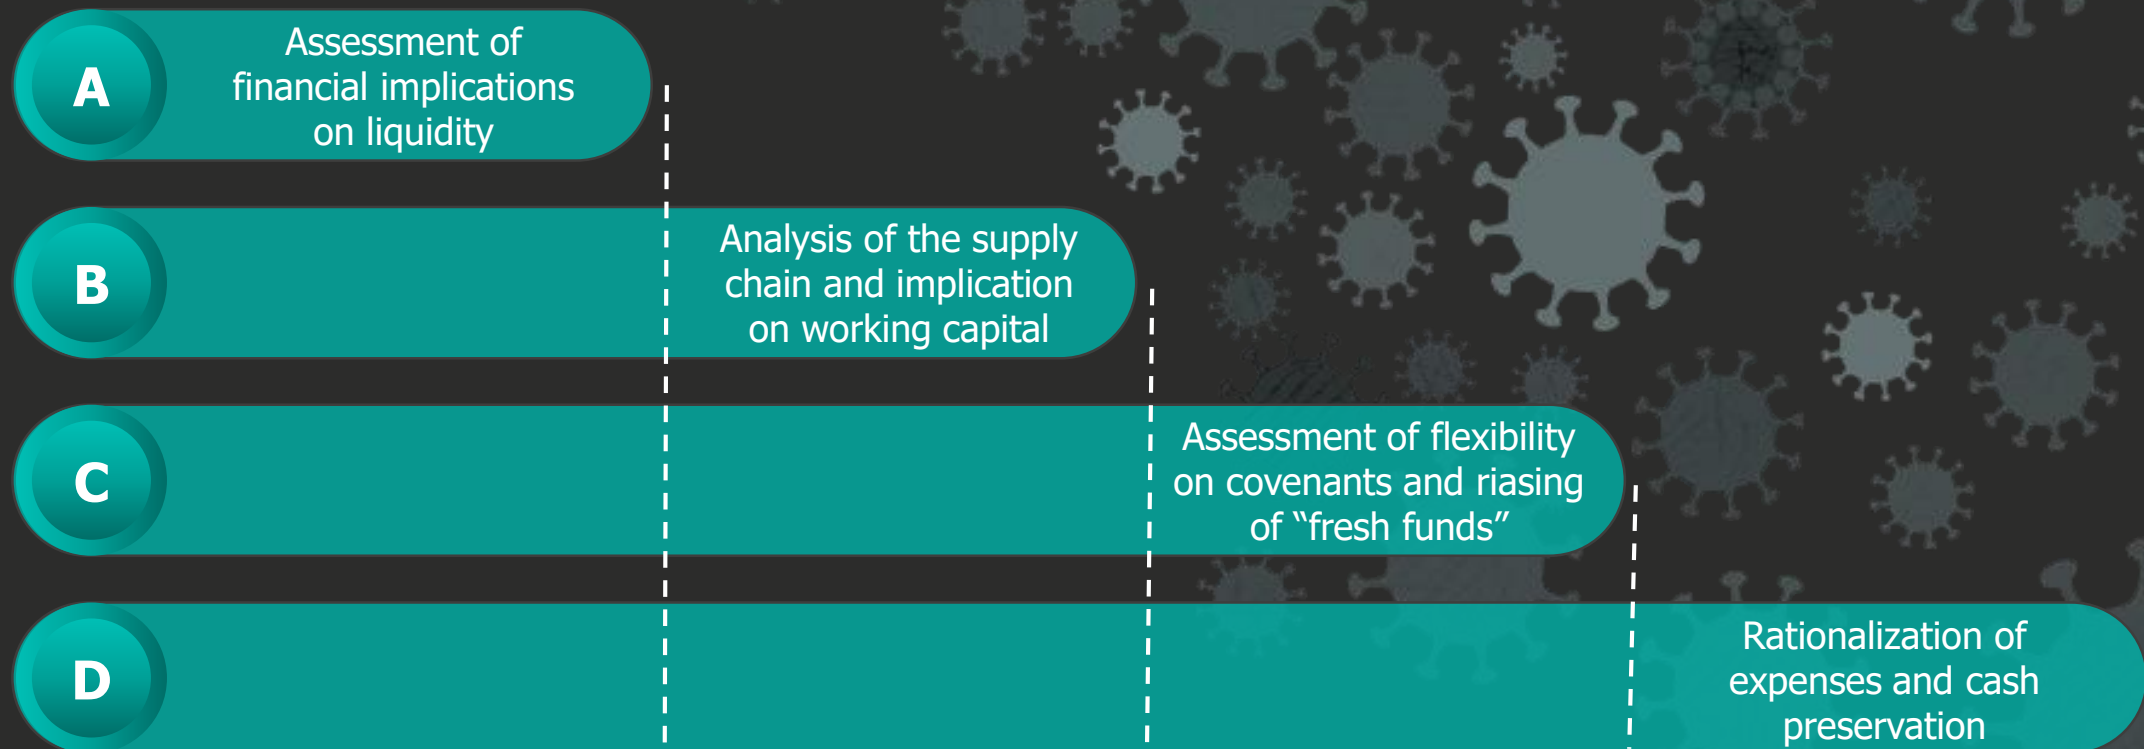 A
Assessment of
financial implications
on liquidity
B
Analysis of the supply
chain and implication
on working capital
C
Assessment of flexibility
on covenants and riasing
of “fresh funds”
D
Rationalization of
expenses and cash
preservation